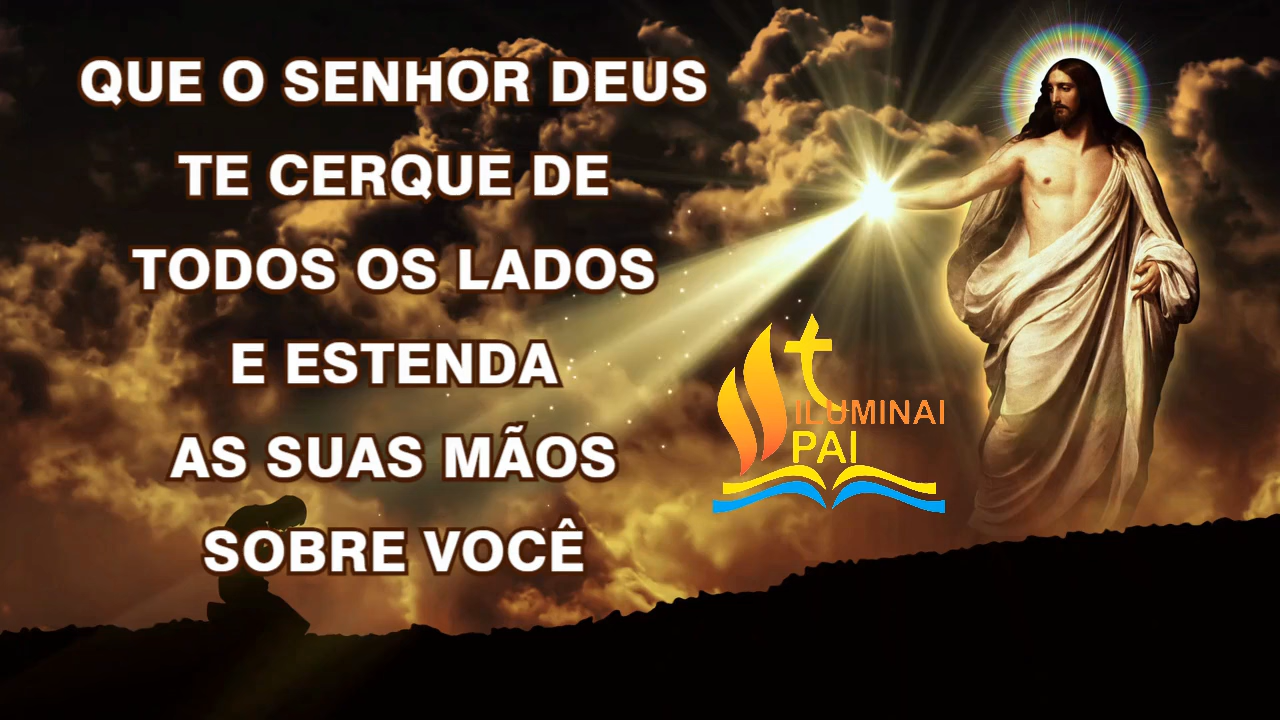 QUE O SENHOR DEUS
TE CERQUE DE
TODOS OS LADOS
E ESTENDA
AS SUAS MÃOS
SOBRE VOCÊ
ILUMINAI
PAI